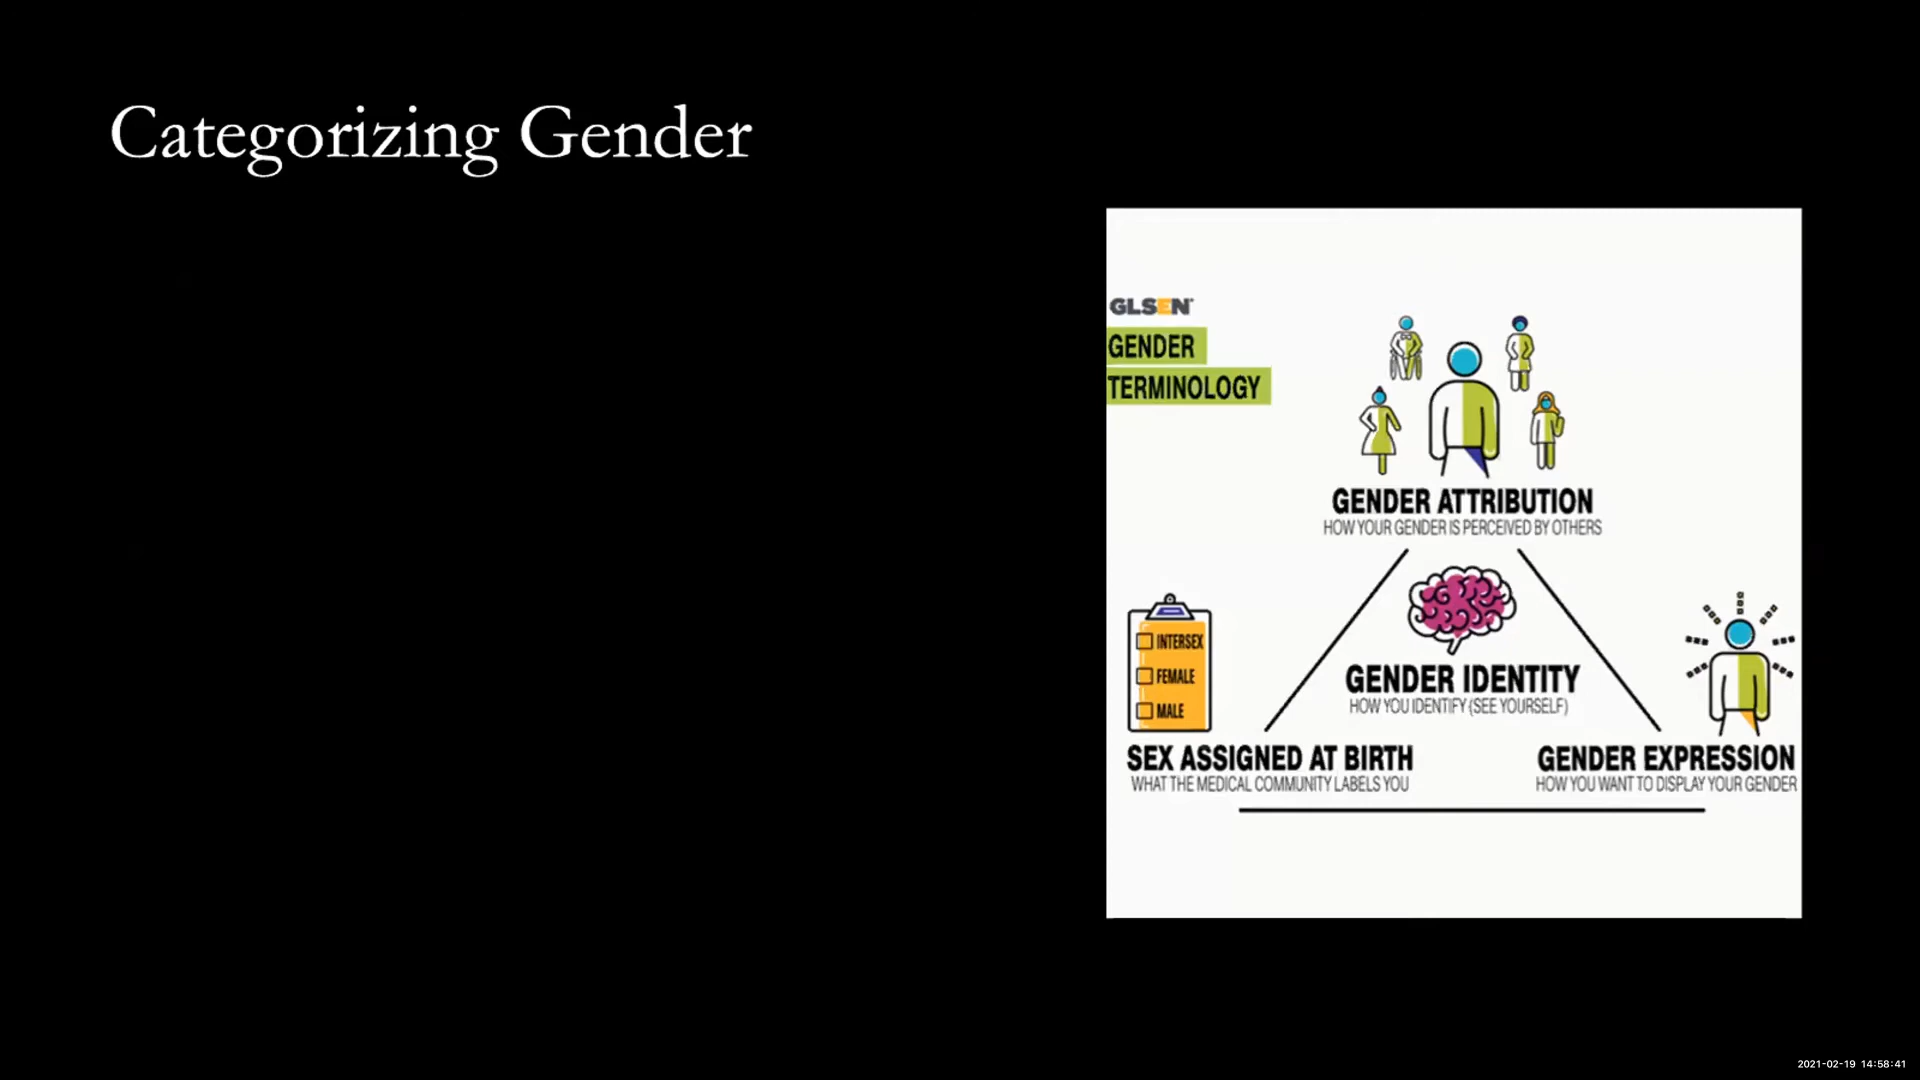 Categorizing Gender
GLSEN
GENDER
TERMINOLOGY
GENDER ATTRIBUTION
HOW YOUR GENDER IS PERCEIVED BY OTHERS
INTERSEX
FEMALE
MALE
GENDER IDENTITY
HOW YOU IDENTIFY (SEE YOURSELF)
SEX ASSIGNED AT BIRTH
WHAT THE MEDICAL COMMUNITY LABELS YOU
GENDER EXPRESSION
HOW YOU WANT TO DISPLAY YOUR GENDER
2021-02-19 14:58:41